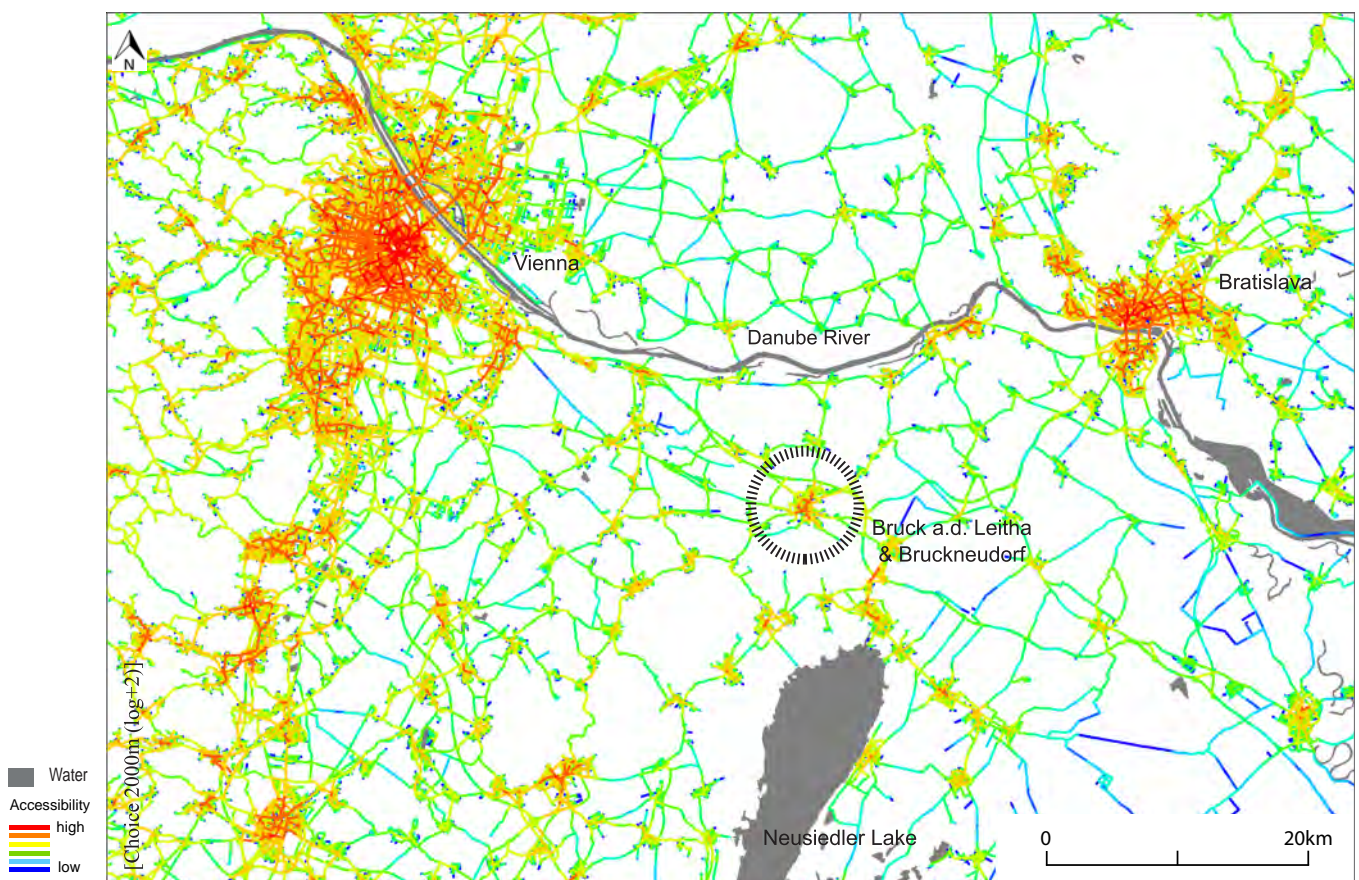 N
Vienna
Bratislava
Danube River
Bruck a.d. Leitha
& Bruckneudorf
[Choice 2000m (log+2)]
Water
Accessibility
high
low
Neusiedler Lake
0
20km